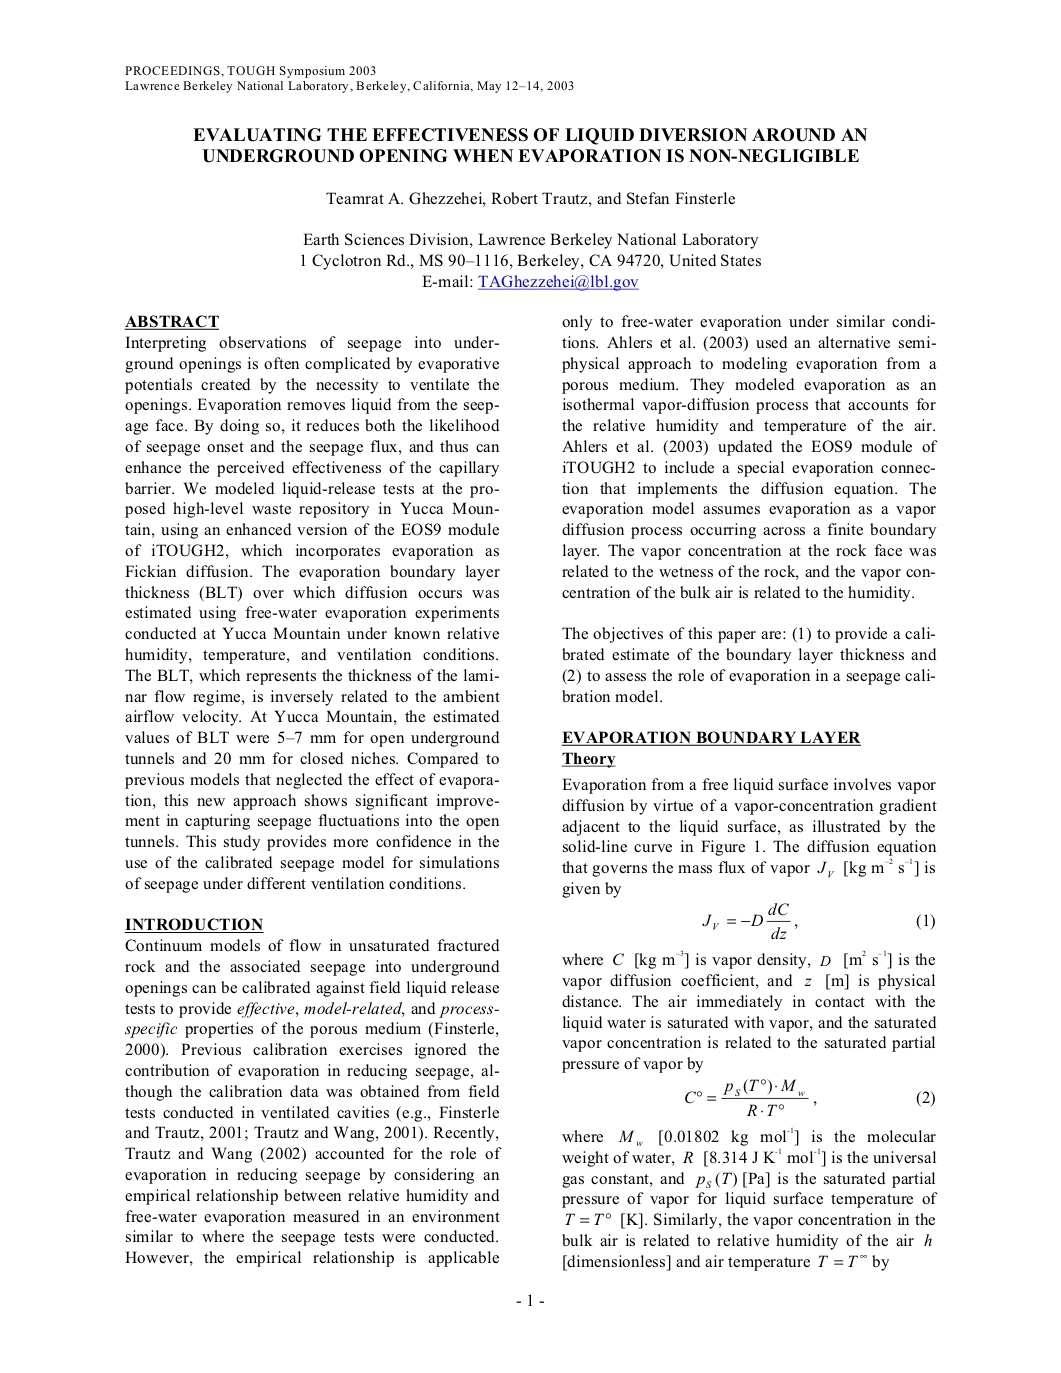 PROCEEDINGS, TOUGH Symposium 2003
Lawrence Berkeley National Laboratory, Berkeley, California, May 12–14, 2003
EVALUATING THE EFFECTIVENESS OF LIQUID DIVERSION AROUND AN
UNDERGROUND OPENING WHEN EVAPORATION IS NON-NEGLIGIBLE
Teamrat A. Ghezzehei, Robert Trautz, and Stefan Finsterle
Earth Sciences Division, Lawrence Berkeley National Laboratory
1 Cyclotron Rd., MS 90–1116, Berkeley, CA 94720, United States
E-mail: TAGhezzehei@lbl.gov
ABSTRACT
Interpreting observations of seepage into under-
ground openings is often complicated by evaporative
potentials created by the necessity to ventilate the
openings. Evaporation removes liquid from the seep-
age face. By doing so, it reduces both the likelihood
of seepage onset and the seepage flux, and thus can
enhance the perceived effectiveness of the capillary
barrier. We modeled liquid-release tests at the pro-
posed high-level waste repository in Yucca Moun-
tain, using an enhanced version of the EOS9 module
of iTOUGH2, which incorporates evaporation as
Fickian diffusion. The evaporation boundary layer
thickness (BLT) over which diffusion occurs was
estimated using free-water evaporation experiments
conducted at Yucca Mountain under known relative
humidity, temperature, and ventilation conditions.
The BLT, which represents the thickness of the lami-
nar flow regime, is inversely related to the ambient
airflow velocity. At Yucca Mountain, the estimated
values of BLT were 5–7 mm for open underground
tunnels and 20 mm for closed niches. Compared to
previous models that neglected the effect of evapora-
tion, this new approach shows significant improve-
ment in capturing seepage fluctuations into the open
tunnels. This study provides more confidence in the
use of the calibrated seepage model for simulations
of seepage under different ventilation conditions.
INTRODUCTION
Continuum models of flow in unsaturated fractured
rock and the associated seepage into underground
openings can be calibrated against field liquid release
tests to provide effective, model-related, and process-
specific properties of the porous medium (Finsterle,
2000). Previous calibration exercises ignored the
contribution of evaporation in reducing seepage, al-
though the calibration data was obtained from field
tests conducted in ventilated cavities (e.g., Finsterle
and Trautz, 2001; Trautz and Wang, 2001). Recently,
Trautz and Wang (2002) accounted for the role of
evaporation in reducing seepage by considering an
empirical relationship between relative humidity and
free-water evaporation measured in an environment
similar to where the seepage tests were conducted.
However, the empirical relationship is applicable
only to free-water evaporation under similar condi-
tions. Ahlers et al. (2003) used an alternative semi-
physical approach to modeling evaporation from a
porous medium. They modeled evaporation as an
isothermal vapor-diffusion process that accounts for
the relative humidity and temperature of the air.
Ahlers et al. (2003) updated the EOS9 module of
iTOUGH2 to include a special evaporation connec-
tion that implements the diffusion equation. The
evaporation model assumes evaporation as a vapor
diffusion process occurring across a finite boundary
layer. The vapor concentration at the rock face was
related to the wetness of the rock, and the vapor con-
centration of the bulk air is related to the humidity.
The objectives of this paper are: (1) to provide a cali-
brated estimate of the boundary layer thickness and
(2) to assess the role of evaporation in a seepage cali-
bration model.
EVAPORATION BOUNDARY LAYER
Theory
Evaporation from a free liquid surface involves vapor
diffusion by virtue of a vapor-concentration gradient
adjacent to the liquid surface, as illustrated by the
solid-line curve in Figure 1. The diffusion equation
that governs the mass flux of vapor J_V [kg m⁻² s⁻¹] is
given by
J_V = −D dC/dz , (1)
where C [kg m⁻³] is vapor density, D [m² s⁻¹] is the
vapor diffusion coefficient, and z [m] is physical
distance. The air immediately in contact with the
liquid water is saturated with vapor, and the saturated
vapor concentration is related to the saturated partial
pressure of vapor by
C° = p_S(T°)·M_w / R·T° , (2)
where M_w [0.01802 kg mol⁻¹] is the molecular
weight of water, R [8.314 J K⁻¹ mol⁻¹] is the universal
gas constant, and p_S(T) [Pa] is the saturated partial
pressure of vapor for liquid surface temperature of
T = T° [K]. Similarly, the vapor concentration in the
bulk air is related to relative humidity of the air h
[dimensionless] and air temperature T = T^∞ by
- 1 -